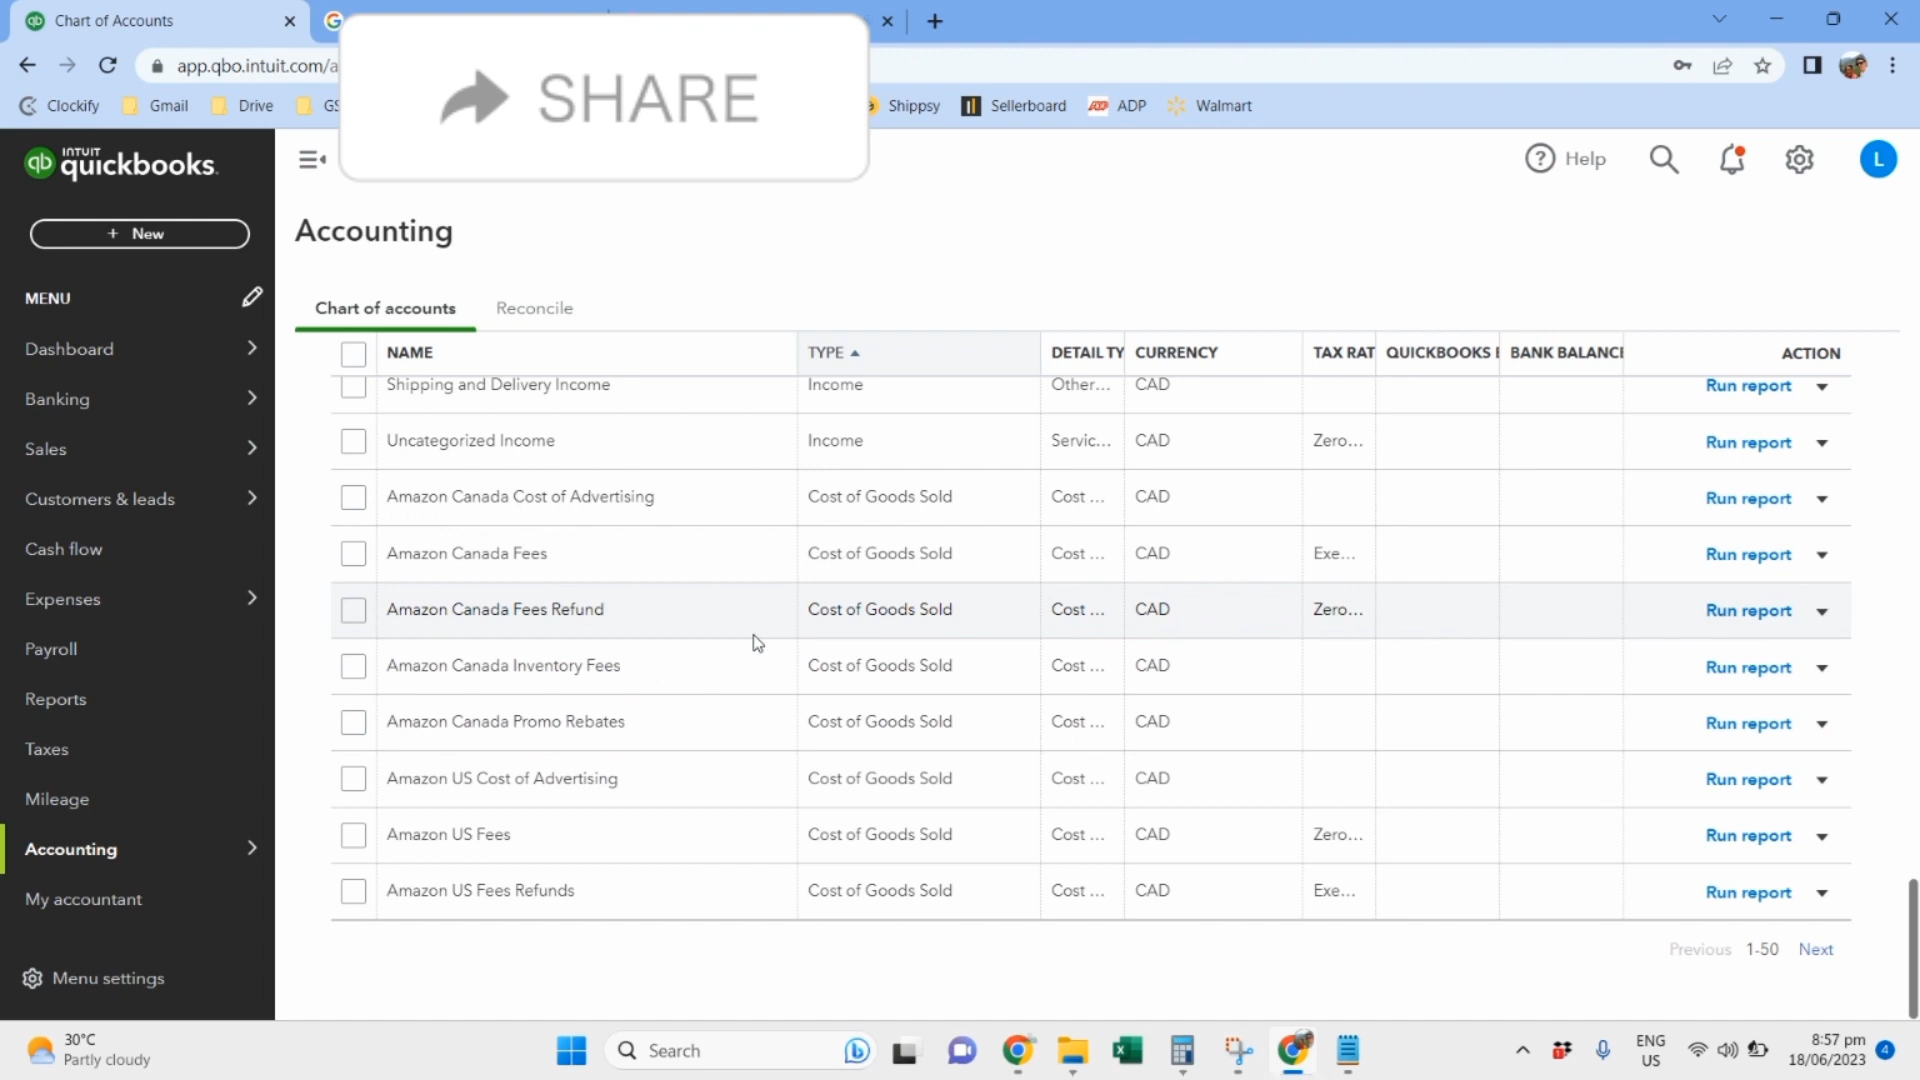 Chart of Accounts
app.qbo.intuit.com/a
SHARE
Clockify
Gmail
Drive
GS
Shippsy
Sellerboard
ADP
Walmart
INTUIT
quickbooks.
Help
L
+ New
Accounting
MENU
Chart of accounts
Reconcile
Dashboard
Banking
Sales
Customers & leads
Cash flow
Expenses
Payroll
Reports
Taxes
Mileage
Accounting
My accountant
Menu settings
NAME TYPE DETAIL TY CURRENCY TAX RAT QUICKBOOKS BANK BALANCE ACTION
Shipping and Delivery Income Income Other... CAD Run report
Uncategorized Income Income Servic... CAD Zero... Run report
Amazon Canada Cost of Advertising Cost of Goods Sold Cost ... CAD Run report
Amazon Canada Fees Cost of Goods Sold Cost ... CAD Exe... Run report
Amazon Canada Fees Refund Cost of Goods Sold Cost ... CAD Zero... Run report
Amazon Canada Inventory Fees Cost of Goods Sold Cost ... CAD Run report
Amazon Canada Promo Rebates Cost of Goods Sold Cost ... CAD Run report
Amazon US Cost of Advertising Cost of Goods Sold Cost ... CAD Run report
Amazon US Fees Cost of Goods Sold Cost ... CAD Zero... Run report
Amazon US Fees Refunds Cost of Goods Sold Cost ... CAD Exe... Run report
Previous 1-50 Next
30°C
Partly cloudy
Search
ENG
US
8:57 pm
18/06/2023
4